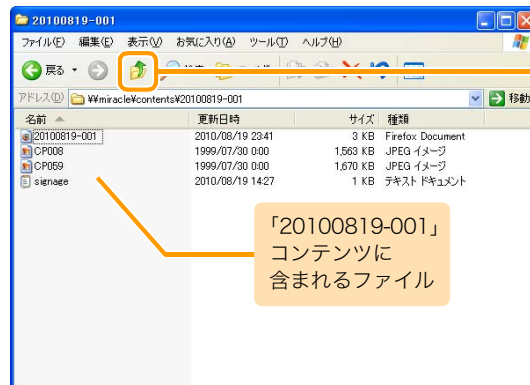 20100819-001
ファイル(F) 編集(E) 表示(V) お気に入り(A) ツール(T) ヘルプ(H)
戻る
アドレス(D) ¥¥miracle¥contents¥20100819-001 移動
名前 更新日時 サイズ 種類
20100819-001 2010/08/19 23:41 3 KB Firefox Document
CP008 1999/07/30 0:00 1,563 KB JPEG イメージ
CP059 1999/07/30 0:00 1,670 KB JPEG イメージ
signage 2010/08/19 14:27 1 KB テキスト ドキュメント
「20100819-001」
コンテンツに
含まれるファイル